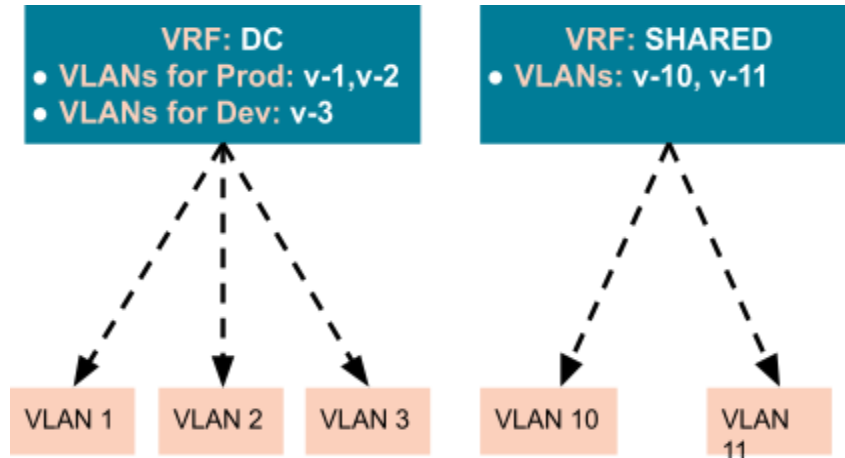 VRF: DC
● VLANs for Prod: v-1,v-2
● VLANs for Dev: v-3
VRF: SHARED
● VLANs: v-10, v-11
VLAN 1
VLAN 2
VLAN 3
VLAN 10
VLAN
11